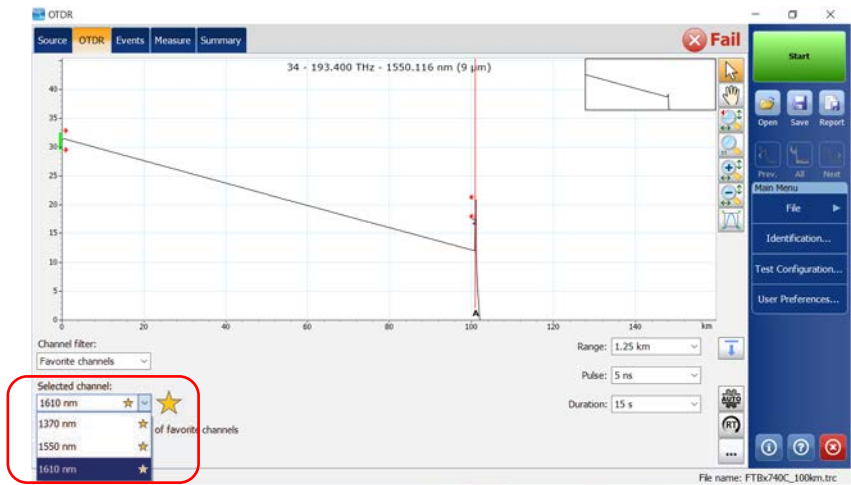 OTDR
Source OTDR Events Measure Summary
Fail
34 - 193.400 THz - 1550.116 nm (9 µm)
40
35
30
25
20
15
10
5
0
A
0 20 40 60 80 100 120 140 km
Channel filter:
Favorite channels
Selected channel:
1610 nm
1370 nm
of favorite channels
1550 nm
1610 nm
Range: 1.25 km
Pulse: 5 ns
Duration: 15 s
AUTO
RT
...
Start
Open Save Report
Prev. All Next
Main Menu
File
Identification...
Test Configuration...
User Preferences...
File name: FTBx740C_100km.trc